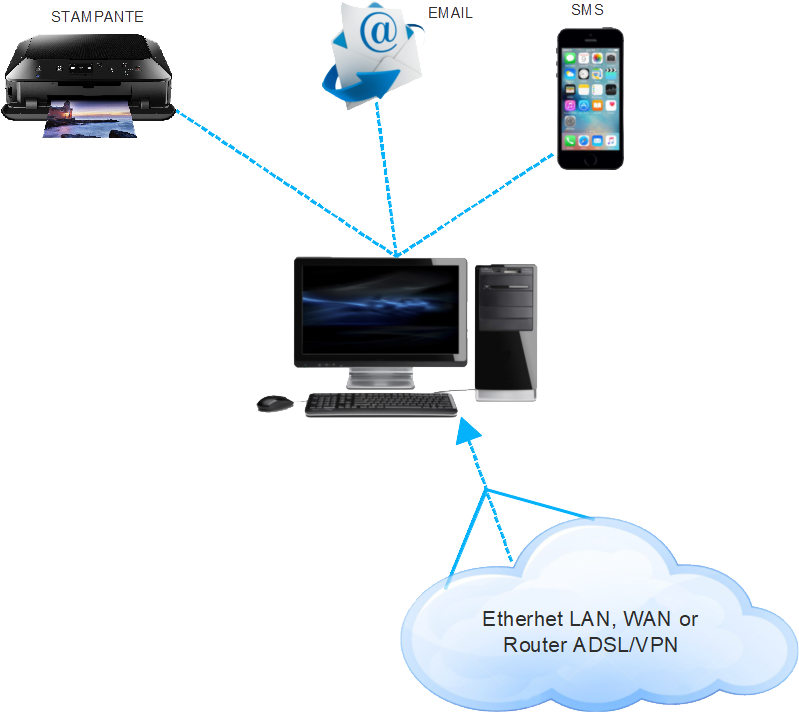 STAMPANTE
EMAIL
SMS
@
Etherhet LAN, WAN or
Router ADSL/VPN